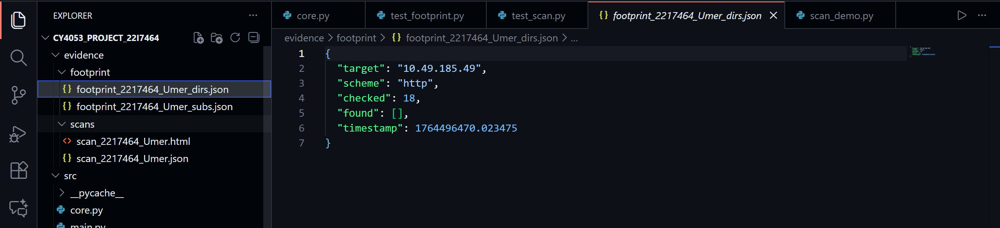 EXPLORER
CY4053_PROJECT_22I7464
evidence
footprint
footprint_2217464_Umer_dirs.json
footprint_2217464_Umer_subs.json
scans
scan_2217464_Umer.html
scan_2217464_Umer.json
src
__pycache__
core.py
main.py
core.py
test_footprint.py
test_scan.py
footprint_2217464_Umer_dirs.json
scan_demo.py
evidence > footprint > {} footprint_2217464_Umer_dirs.json > ...
1 {
2 "target": "10.49.185.49",
3 "scheme": "http",
4 "checked": 18,
5 "found": [],
6 "timestamp": 1764496470.023475
7 }